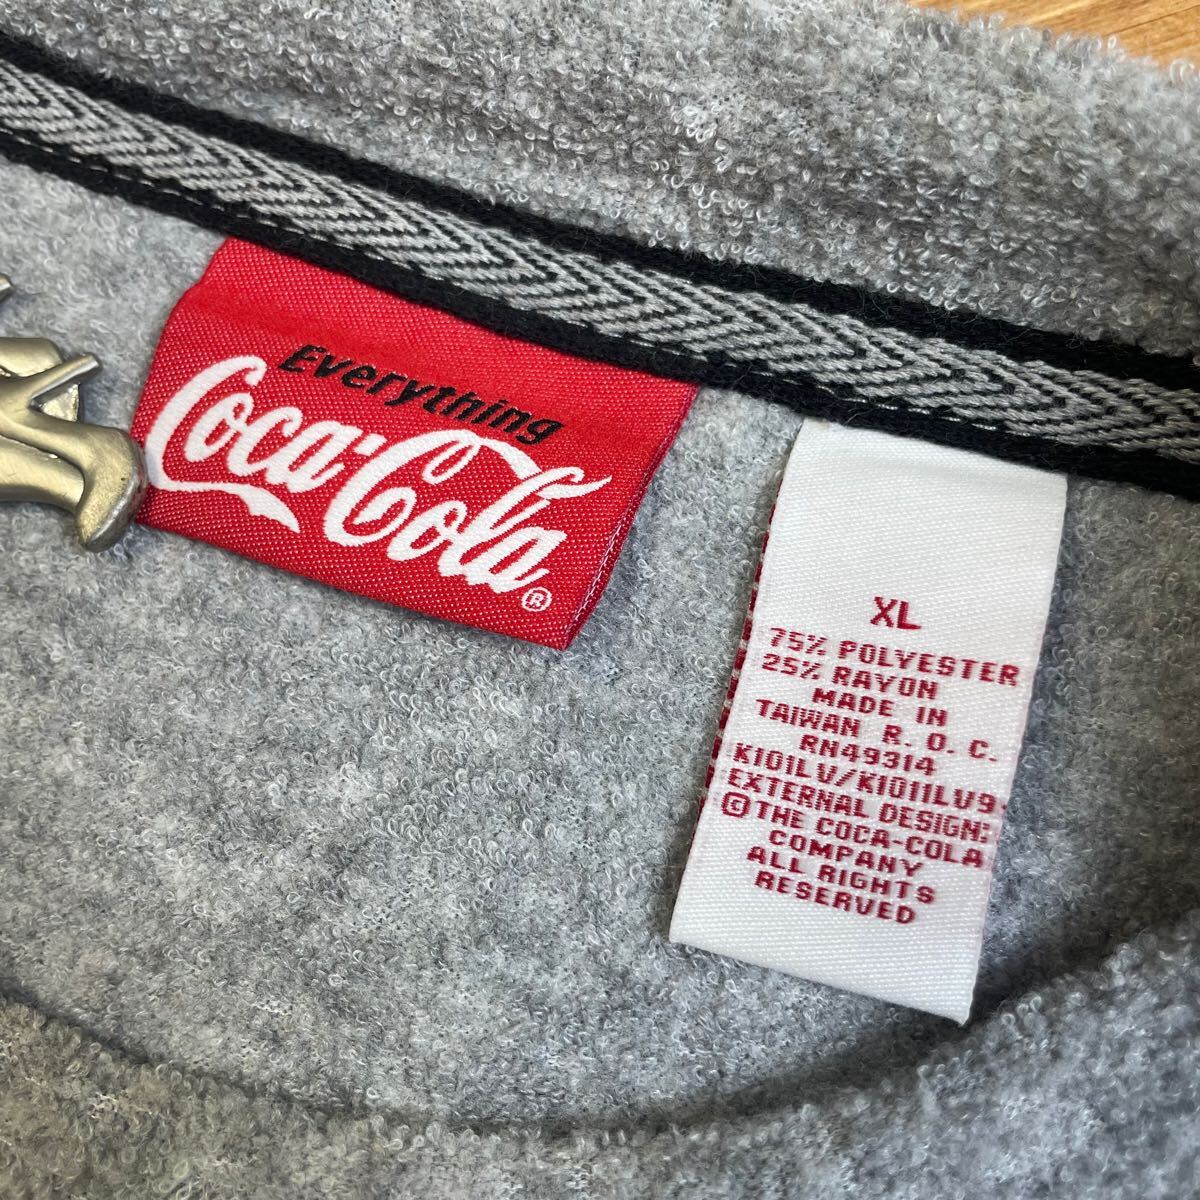 Everything
Coca-Cola®
XL
75% POLYESTER
25% RAYON
MADE IN
TAIWAN R. O. C.
RN49314
K101LV/K1011LV9
EXTERNAL DESIGN:
©THE COCA-COLA
COMPANY
ALL RIGHTS
RESERVED